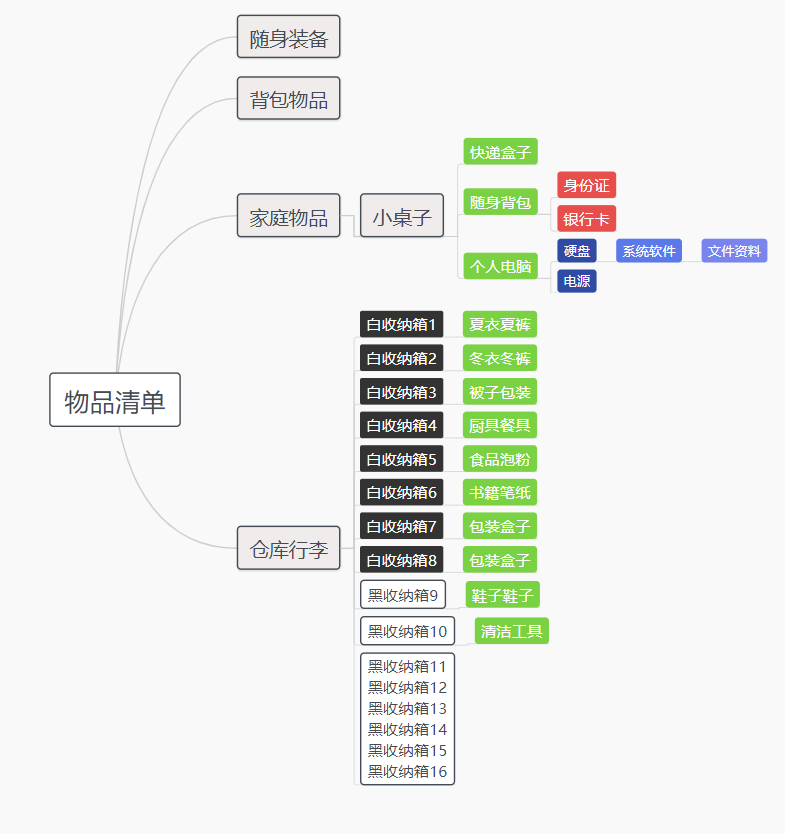 随身装备
背包物品
快递盒子
身份证
随身背包
家庭物品
小桌子
银行卡
硬盘
系统软件
文件资料
个人电脑
电源
白收纳箱1
夏衣夏裤
白收纳箱2
冬衣冬裤
白收纳箱3
被子包装
物品清单
白收纳箱4
厨具餐具
白收纳箱5
食品泡粉
白收纳箱6
书籍笔纸
白收纳箱7
包装盒子
仓库行李
白收纳箱8
包装盒子
黑收纳箱9
鞋子鞋子
黑收纳箱10
清洁工具
黑收纳箱11
黑收纳箱12
黑收纳箱13
黑收纳箱14
黑收纳箱15
黑收纳箱16